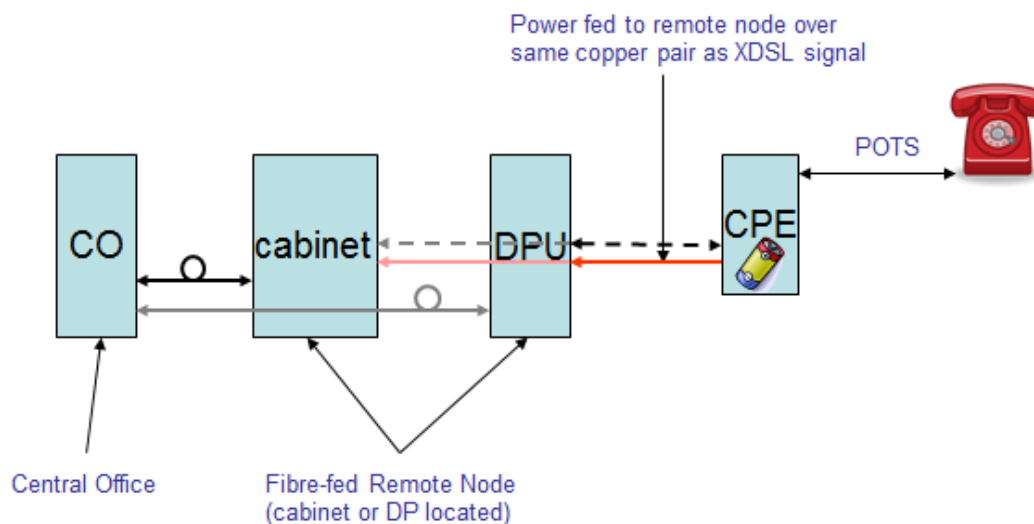 Power fed to remote node over
same copper pair as XDSL signal
POTS
CO
cabinet
DPU
CPE
Central Office
Fibre-fed Remote Node
(cabinet or DP located)